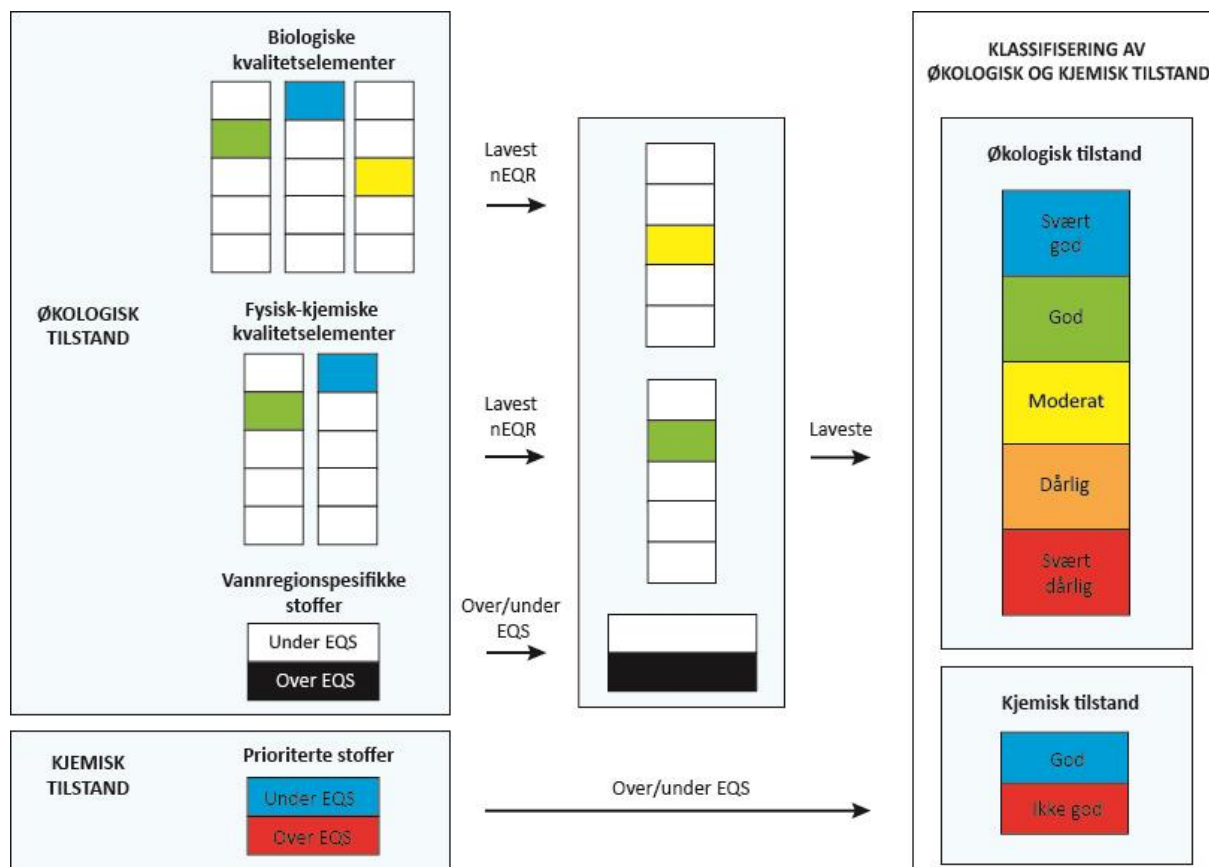 Biologiske
kvalitetselementer
Lavest
nEQR
ØKOLOGISK
TILSTAND
Fysisk-kjemiske
kvalitetselementer
Lavest
nEQR
Vannregionspesifikke
stoffer
Under EQS
Over EQS
Over/under
EQS
Laveste
KJEMISK
TILSTAND
Prioriterte stoffer
Under EQS
Over EQS
Over/under EQS
KLASSIFISERING AV
ØKOLOGISK OG KJEMISK TILSTAND
Økologisk tilstand
Svært
god
God
Moderat
Dårlig
Svært
dårlig
Kjemisk tilstand
God
Ikke god